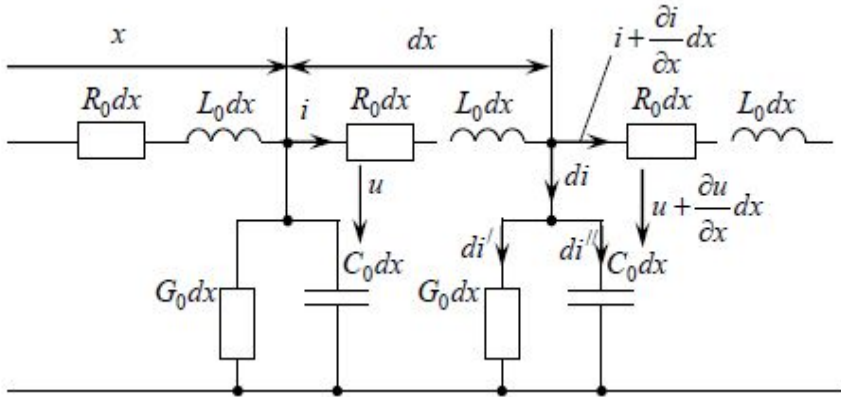 x
dx
i + ∂i/∂x dx
R₀dx
L₀dx
i
R₀dx
L₀dx
R₀dx
L₀dx
u
di
u + ∂u/∂x dx
di′
di″
C₀dx
C₀dx
G₀dx
G₀dx